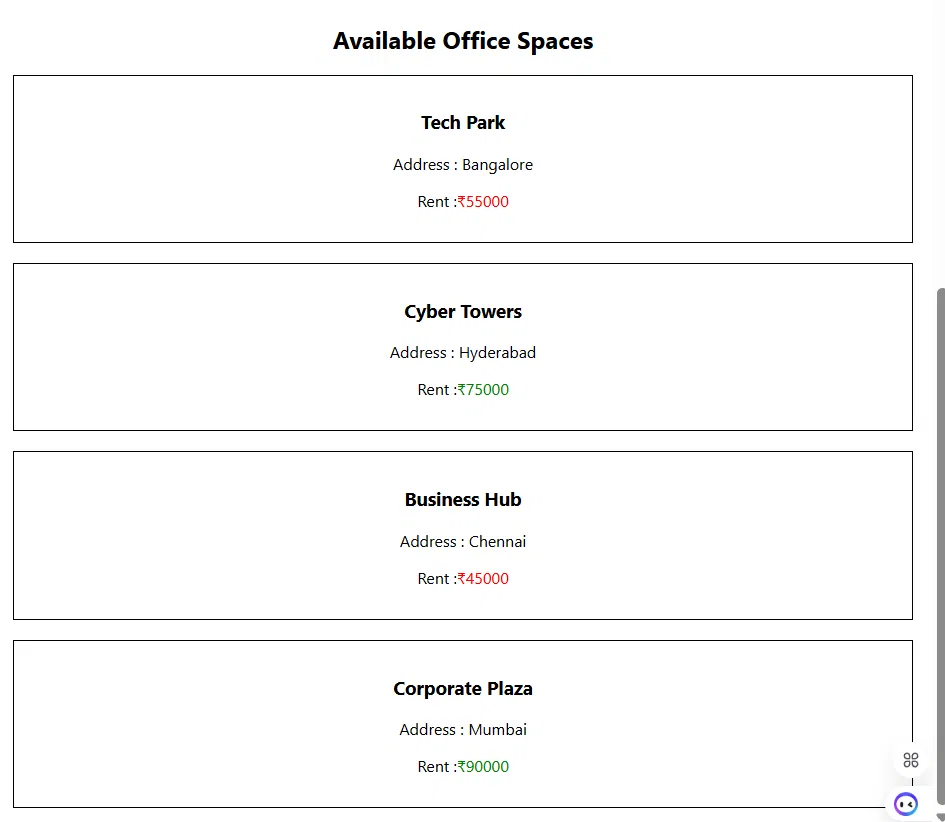 Available Office Spaces
Tech Park
Address : Bangalore
Rent :₹55000
Cyber Towers
Address : Hyderabad
Rent :₹75000
Business Hub
Address : Chennai
Rent :₹45000
Corporate Plaza
Address : Mumbai
Rent :₹90000